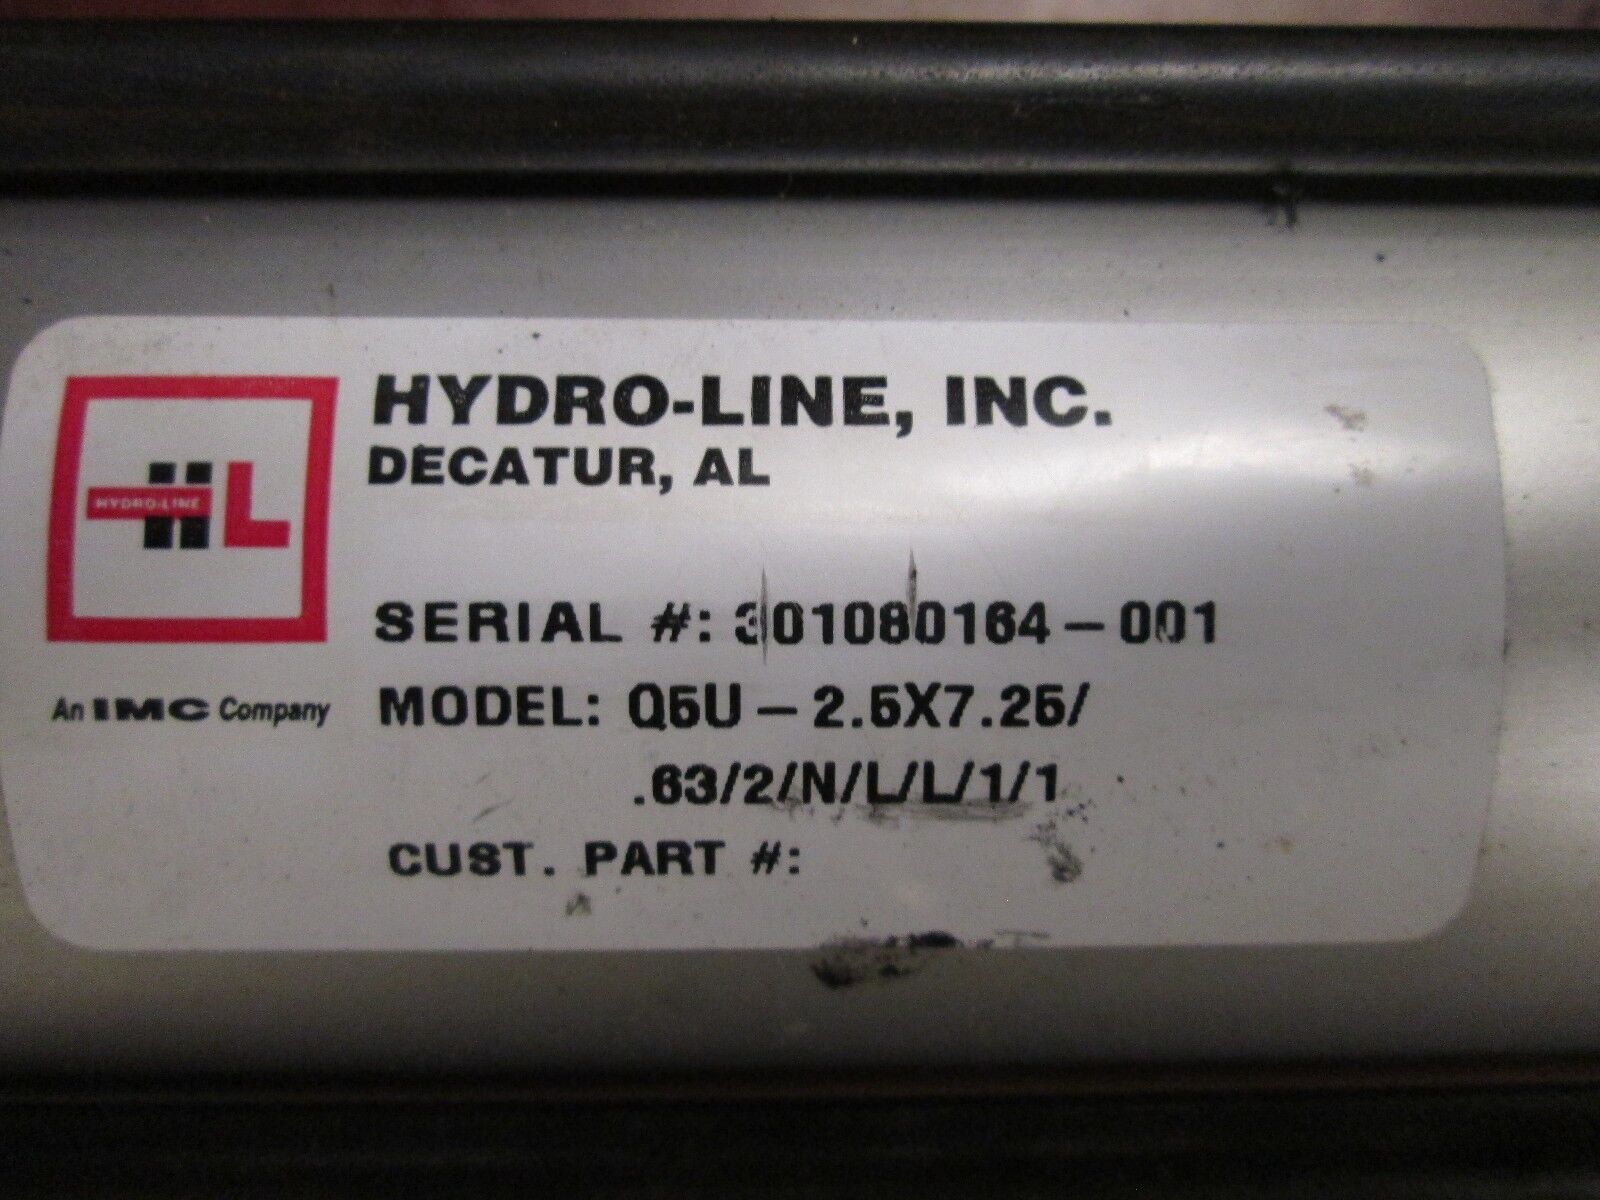 HYDRO-LINE, INC.
DECATUR, AL
HYDRO-LINE
HL
SERIAL #: 301080164-001
An IMC Company
MODEL: Q5U-2.5X7.25/
.63/2/N/L/L/1/1
CUST. PART #: